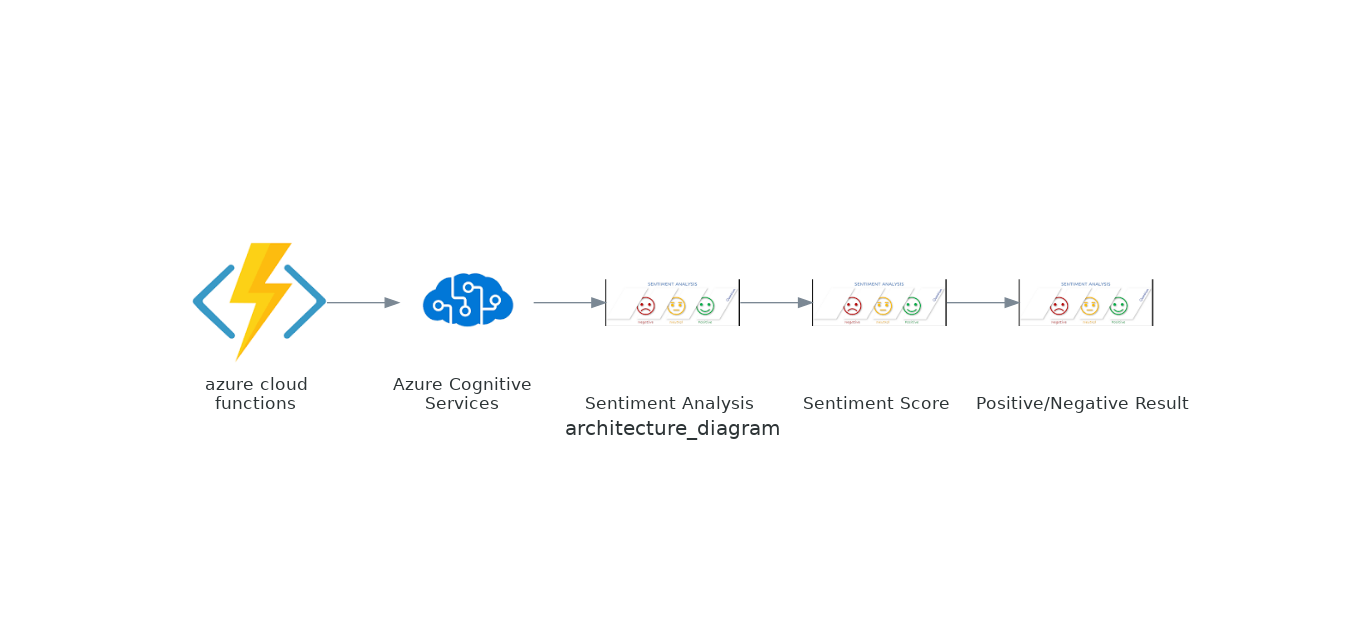 SENTIMENT ANALYSIS
negative
neutral
positive
SENTIMENT ANALYSIS
negative
neutral
positive
SENTIMENT ANALYSIS
negative
neutral
positive
azure cloud
functions
Azure Cognitive
Services
Sentiment Analysis
Sentiment Score
Positive/Negative Result
architecture_diagram